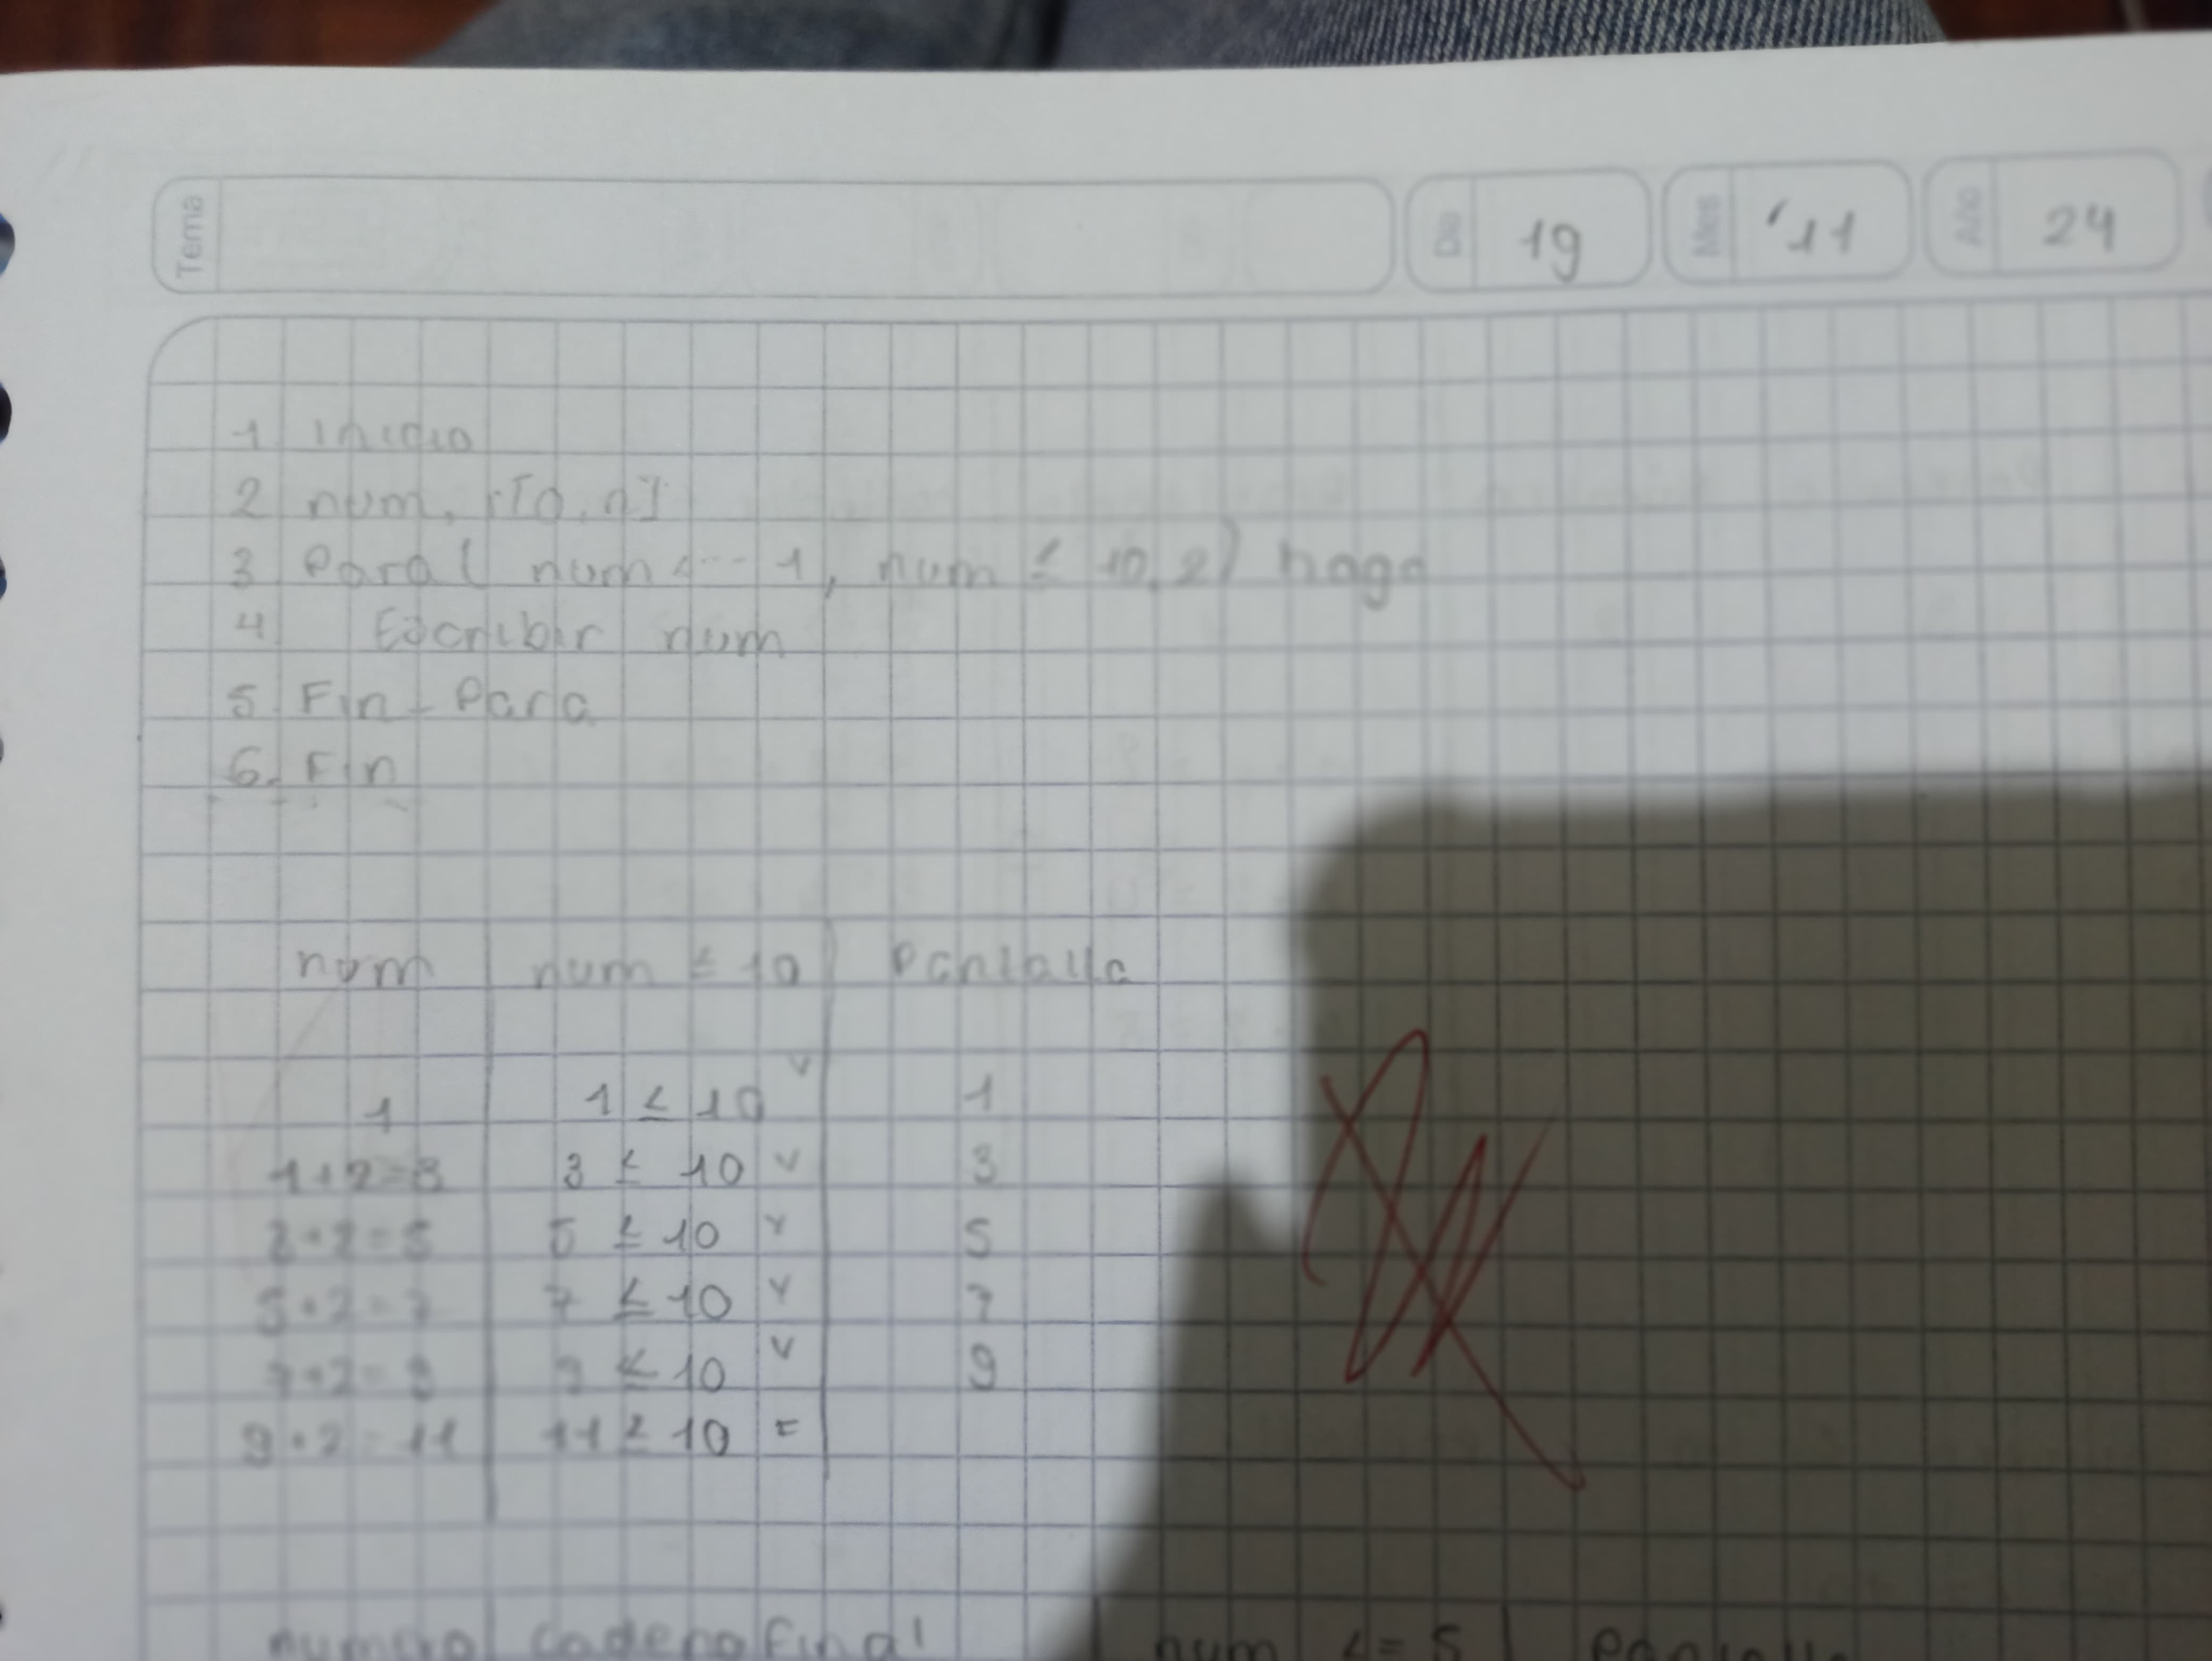 Tema
Día 19 Mes 11 Año 24
1 Inicio
2 num, i[0,n]
3 Para( num <--- 1, num ≤ 10,2) haga
4 Escribir num
5 Fin-Para
6. Fin
num num ≤ 10 Pantalla
1 1 ≤ 10 v 1
1+2=3 3 ≤ 10 v 3
3+2=5 5 ≤ 10 v 5
5+2=7 7 ≤ 10 v 7
7+2=9 9 ≤ 10 v 9
9+2=11 11 ≥ 10 F
numero cadena final num <= 5 Pantalla